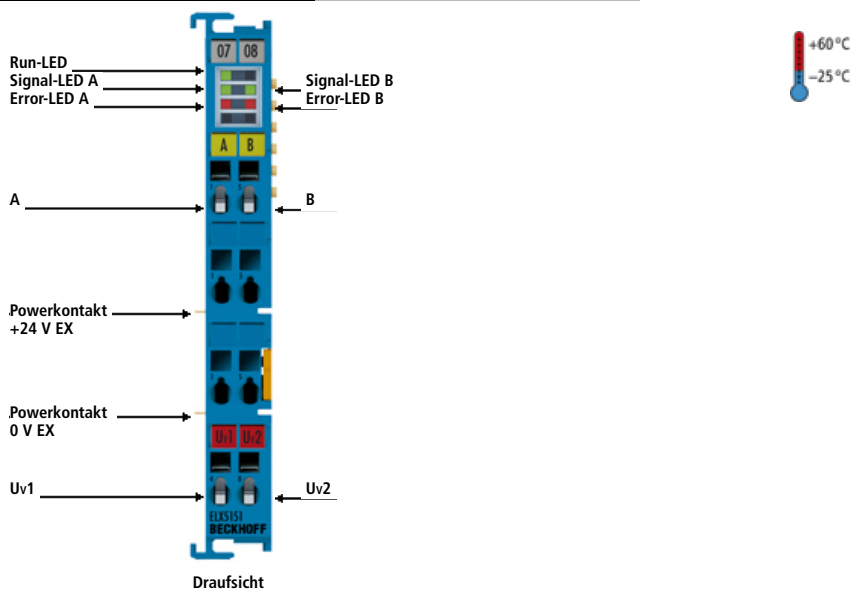 07 08
Run-LED
Signal-LED A
Error-LED A
Signal-LED B
Error-LED B
+60 °C
–25 °C
A B
A
B
Powerkontakt
+24 V EX
Powerkontakt
0 V EX
Uv1 Uv2
Uv1
Uv2
ELX5151
BECKHOFF
Draufsicht